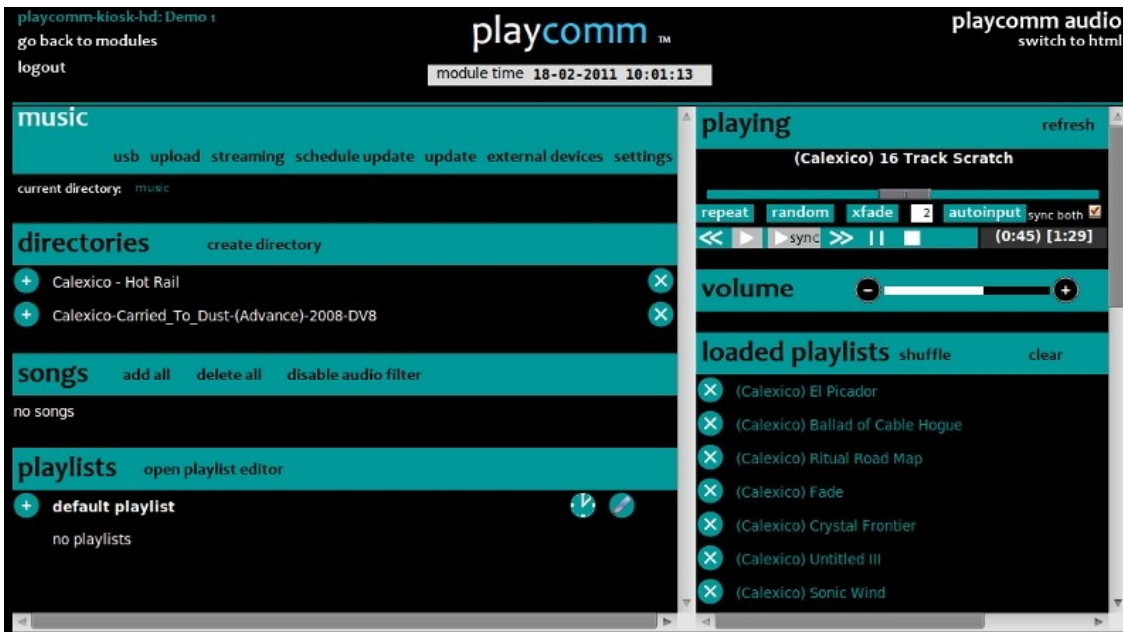 playcomm-kiosk-hd: Demo 1
go back to modules
logout
playcomm ™
module time 18-02-2011 10:01:13
playcomm audio
switch to html
music
usb upload streaming schedule update update external devices settings
current directory: music
directories create directory
Calexico - Hot Rail
Calexico-Carried_To_Dust-(Advance)-2008-DV8
songs add all delete all disable audio filter
no songs
playlists open playlist editor
default playlist
no playlists
playing refresh
(Calexico) 16 Track Scratch
repeat random xfade 2 autoinput sync both
sync (0:45) [1:29]
volume
loaded playlists shuffle clear
(Calexico) El Picador
(Calexico) Ballad of Cable Hogue
(Calexico) Ritual Road Map
(Calexico) Fade
(Calexico) Crystal Frontier
(Calexico) Untitled III
(Calexico) Sonic Wind